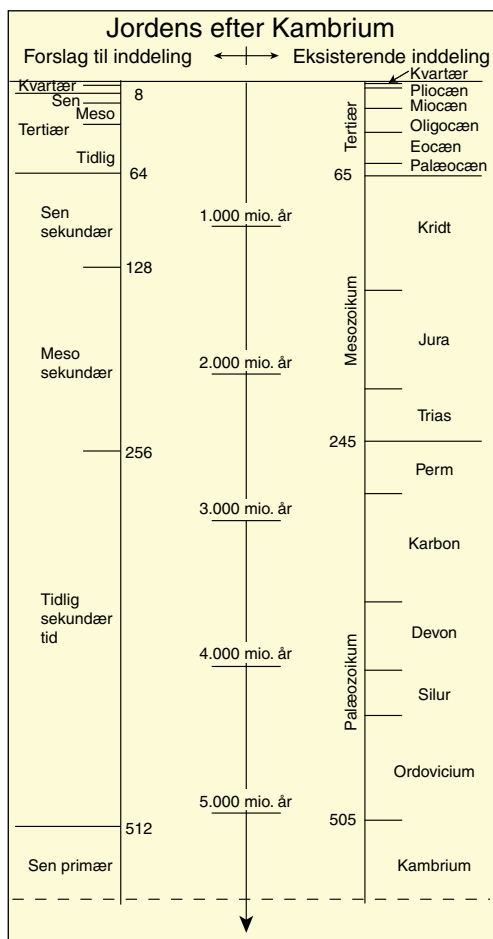 Jordens efter Kambrium
Forslag til inddeling
Eksisterende inddeling
Kvartær
8
Sen
Meso
Tertiær
Tidlig
64
Sen
sekundær
128
Meso
sekundær
256
Tidlig
sekundær
tid
512
Sen primær
1.000 mio. år
2.000 mio. år
3.000 mio. år
4.000 mio. år
5.000 mio. år
Tertiær
65
Mesozoikum
245
Palæozoikum
505
Kvartær
Pliocæn
Miocæn
Oligocæn
Eocæn
Palæocæn
Kridt
Jura
Trias
Perm
Karbon
Devon
Silur
Ordovicium
Kambrium